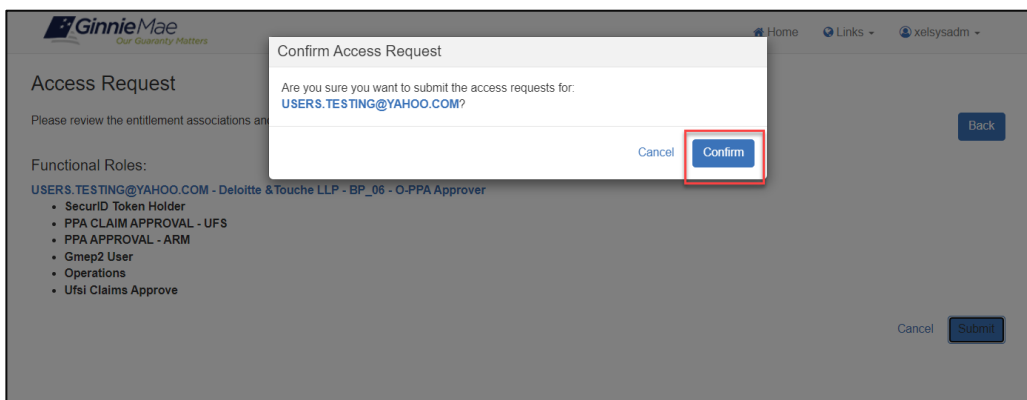 GinnieMae
Our Guaranty Matters
Home
Links
xelsysadm
Confirm Access Request
Are you sure you want to submit the access requests for:
USERS.TESTING@YAHOO.COM?
Cancel
Confirm
Access Request
Please review the entitlement associations an
Back
Functional Roles:
USERS.TESTING@YAHOO.COM - Deloitte &Touche LLP - BP_06 - O-PPA Approver
• SecurID Token Holder
• PPA CLAIM APPROVAL - UFS
• PPA APPROVAL - ARM
• Gmep2 User
• Operations
• Ufsi Claims Approve
Cancel
Submit